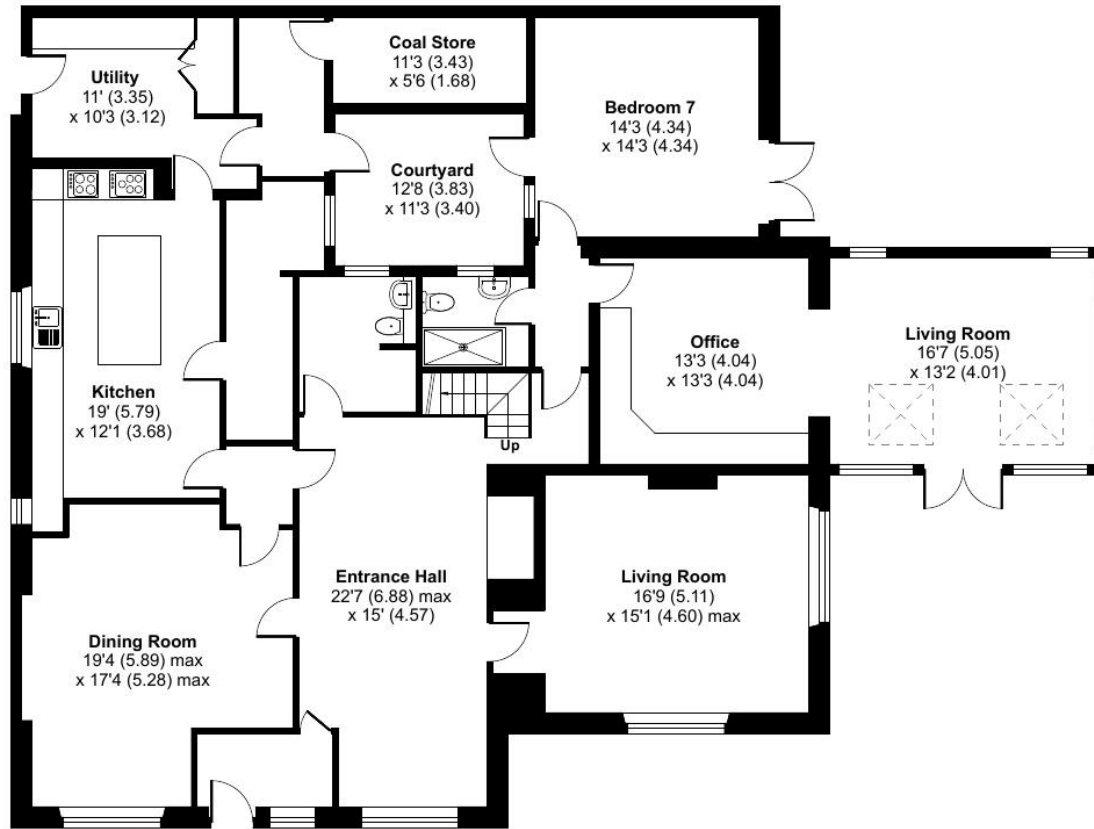 Coal Store
11'3 (3.43)
x 5'6 (1.68)
Utility
11' (3.35)
x 10'3 (3.12)
Bedroom 7
14'3 (4.34)
x 14'3 (4.34)
Courtyard
12'8 (3.83)
x 11'3 (3.40)
Office
13'3 (4.04)
x 13'3 (4.04)
Living Room
16'7 (5.05)
x 13'2 (4.01)
Kitchen
19' (5.79)
x 12'1 (3.68)
Up
Entrance Hall
22'7 (6.88) max
x 15' (4.57)
Living Room
16'9 (5.11)
x 15'1 (4.60) max
Dining Room
19'4 (5.89) max
x 17'4 (5.28) max